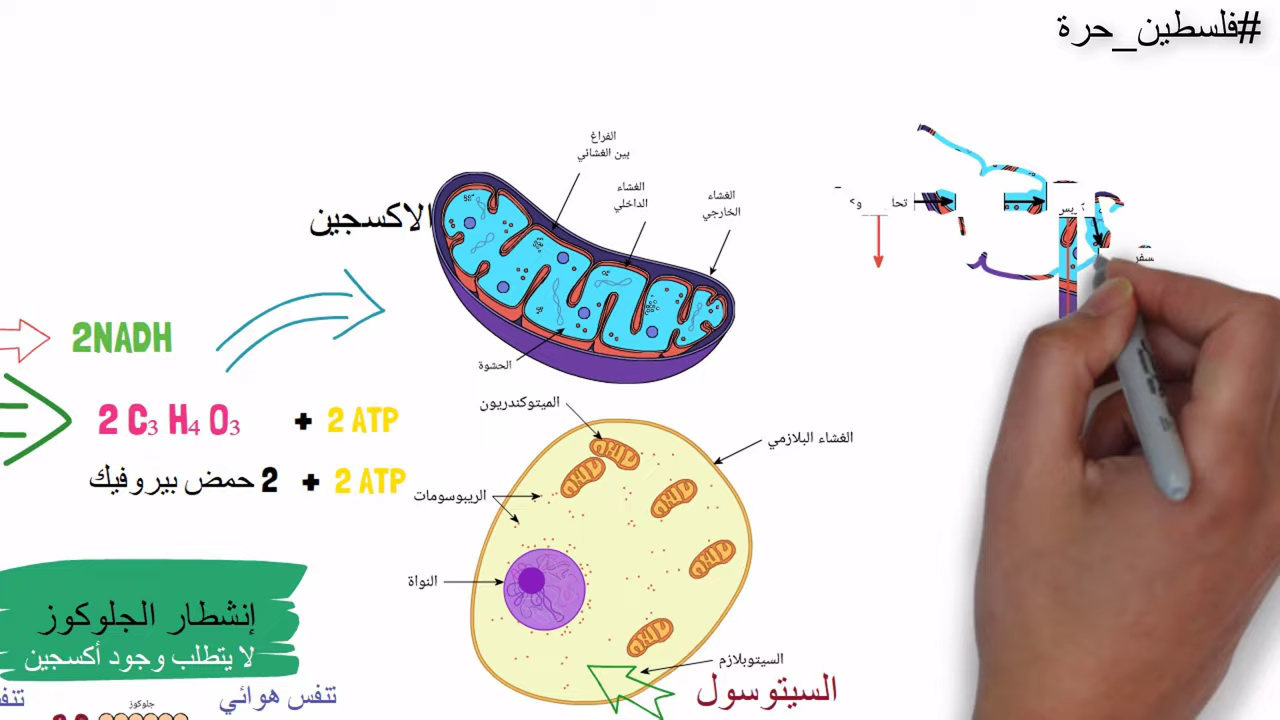 #فلسطين_حرة
الفراغ
بين الغشائي
الغشاء
الداخلي
الغشاء
الخارجي
الاكسجين
الحشوة
2NADH
2 C₃ H₄ O₃ + 2 ATP
2 حمض بيروفيك + 2 ATP
الميتوكندريون
الغشاء البلازمي
الريبوسومات
النواة
السيتوبلازم
السيتوسول
إنشطار الجلوكوز
لا يتطلب وجود أكسجين
تنفس هوائي
جلوكوز